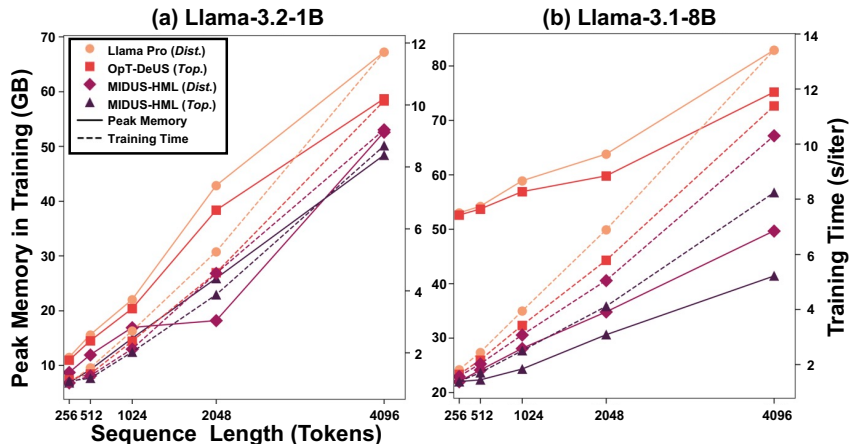 (a) Llama-3.2-1B
(b) Llama-3.1-8B
Peak Memory in Training (GB)
70
60
50
40
30
20
10
Llama Pro (Dist.)
OpT-DeUS (Top.)
MIDUS-HML (Dist.)
MIDUS-HML (Top.)
Peak Memory
Training Time
12
10
8
6
4
2
256 512 1024 2048 4096
80
70
60
50
40
30
20
14
12
10
8
6
4
2
Training Time (s/iter)
256 512 1024 2048 4096
Sequence Length (Tokens)